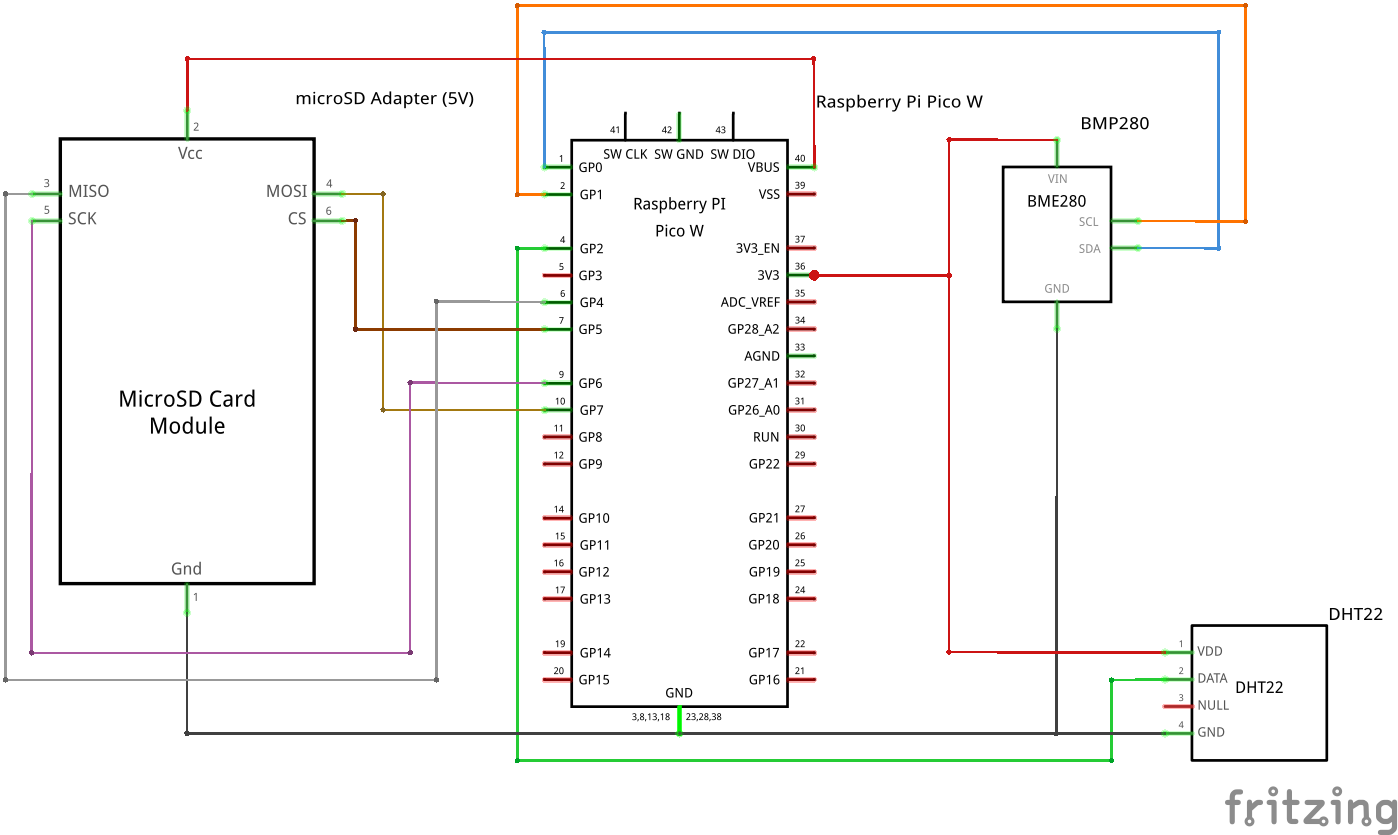 microSD Adapter (5V)
Raspberry Pi Pico W
BMP280
2
Vcc
3
MISO
MOSI
4
5
SCK
CS
6
MicroSD Card
Module
Gnd
1
41
42
43
SW CLK
SW GND
SW DIO
1
GP0
VBUS
40
2
GP1
VSS
39
Raspberry PI
Pico W
4
GP2
3V3_EN
37
5
GP3
3V3
36
6
GP4
ADC_VREF
35
7
GP5
GP28_A2
34
AGND
33
9
GP6
GP27_A1
32
10
GP7
GP26_A0
31
11
GP8
RUN
30
12
GP9
GP22
29
14
GP10
GP21
27
15
GP11
GP20
26
16
GP12
GP19
25
17
GP13
GP18
24
19
GP14
GP17
22
20
GP15
GP16
21
GND
3,8,13,18
23,28,38
VIN
BME280
SCL
SDA
GND
DHT22
1
VDD
2
DATA
DHT22
3
NULL
4
GND
fritzing